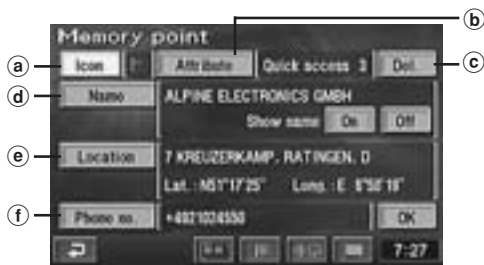 Memory point
a Icon Attribute b Quick access 3 Del. c
d Name ALPINE ELECTRONICS GMBH
Show name On Off
e Location 7 KREUZERKAMP, RATINGEN, D
Lat. : N51°17'25" Long : E 6°50'18"
f Phone no. +4921024550 OK
7:27